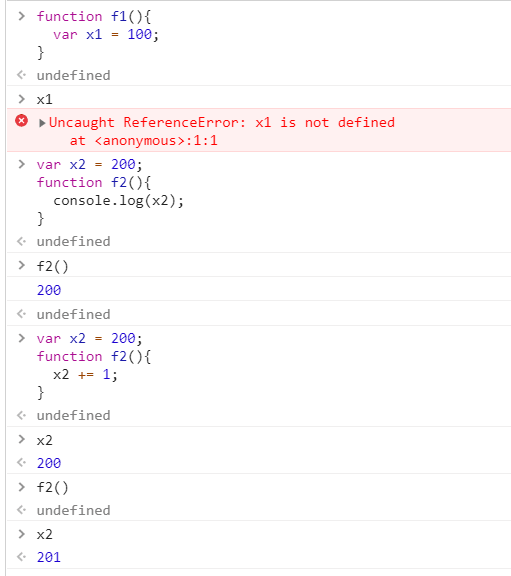 > function f1(){
var x1 = 100;
}
undefined
> x1
Uncaught ReferenceError: x1 is not defined
at <anonymous>:1:1
> var x2 = 200;
function f2(){
console.log(x2);
}
undefined
> f2()
200
undefined
> var x2 = 200;
function f2(){
x2 += 1;
}
undefined
> x2
200
> f2()
undefined
> x2
201